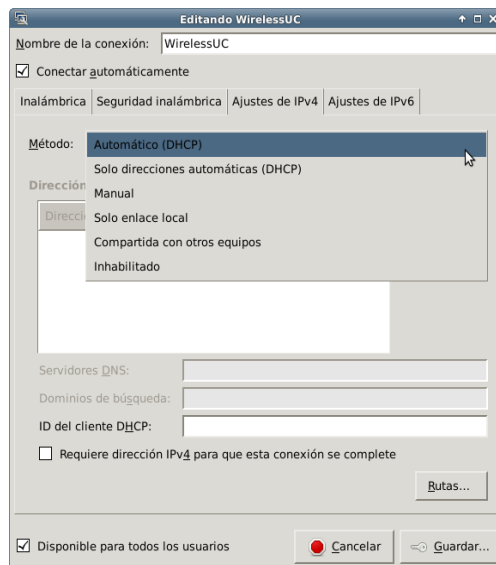 Editando WirelessUC
Nombre de la conexión: WirelessUC
Conectar automáticamente
Inalámbrica Seguridad inalámbrica Ajustes de IPv4 Ajustes de IPv6
Método: Automático (DHCP)
Solo direcciones automáticas (DHCP)
Manual
Solo enlace local
Compartida con otros equipos
Inhabilitado
Servidores DNS:
Dominios de búsqueda:
ID del cliente DHCP:
Requiere dirección IPv4 para que esta conexión se complete
Rutas...
Disponible para todos los usuarios Cancelar Guardar...